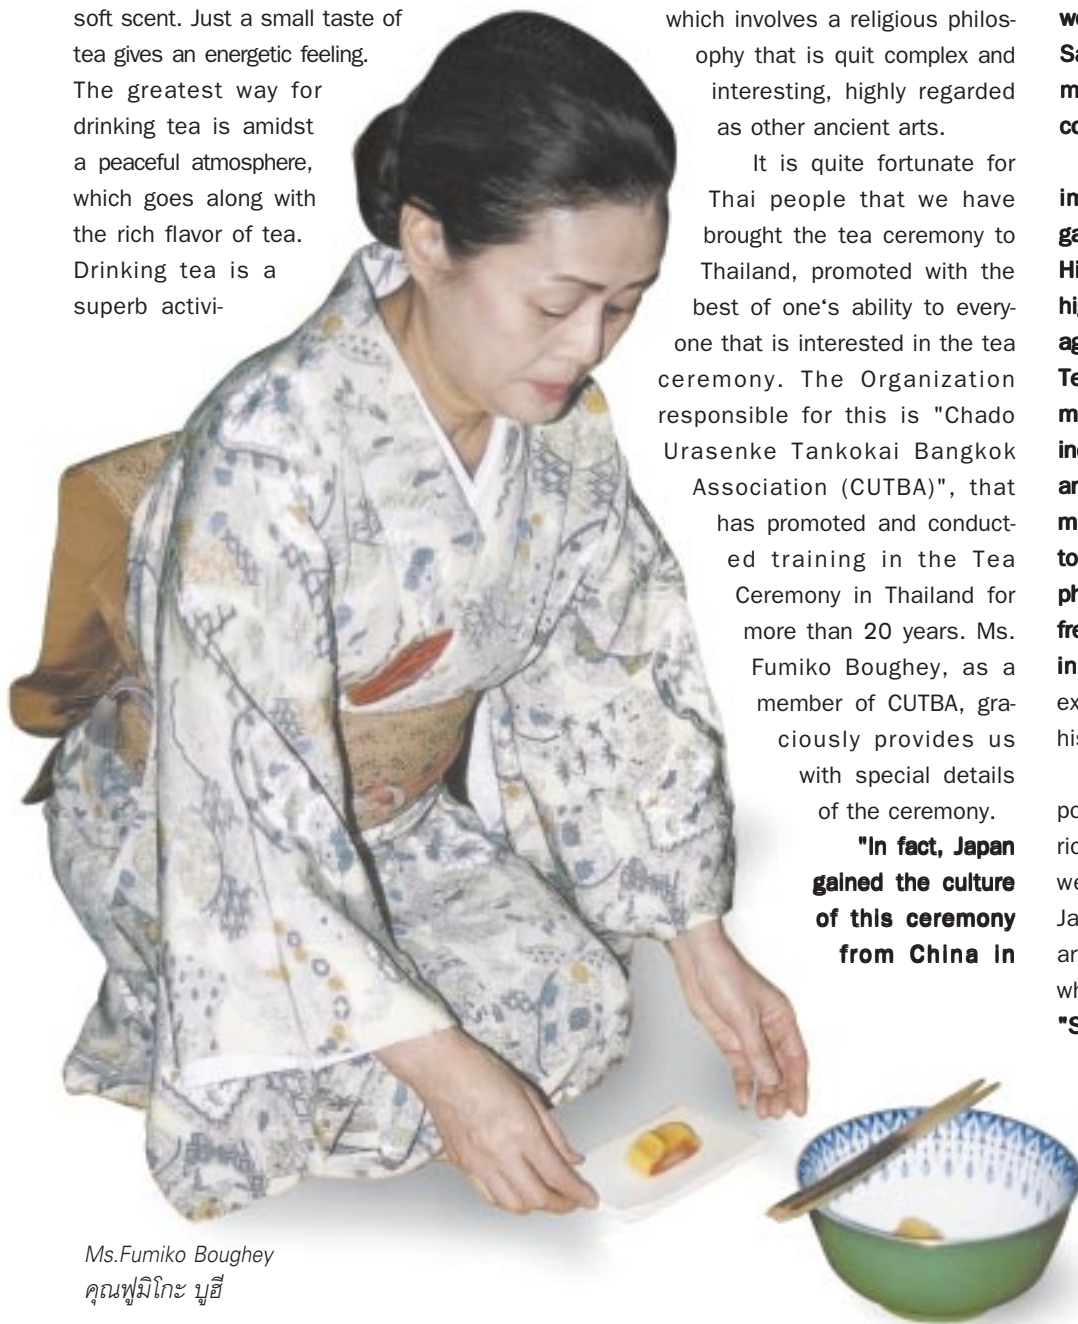 soft scent. Just a small taste of
tea gives an energetic feeling.
The greatest way for
drinking tea is amidst
a peaceful atmosphere,
which goes along with
the rich flavor of tea.
Drinking tea is a
superb activi-
which involves a religious philos-
ophy that is quit complex and
interesting, highly regarded
as other ancient arts.
It is quite fortunate for
Thai people that we have
brought the tea ceremony to
Thailand, promoted with the
best of one‘s ability to every-
one that is interested in the tea
ceremony. The Organization
responsible for this is "Chado
Urasenke Tankokai Bangkok
Association (CUTBA)", that
has promoted and conduct-
ed training in the Tea
Ceremony in Thailand for
more than 20 years. Ms.
Fumiko Boughey, as a
member of CUTBA, gra-
ciously provides us
with special details
of the ceremony.
"In fact, Japan
gained the culture
of this ceremony
from China in
Ms.Fumiko Boughey
คุณฟูมิโกะ บูฮี